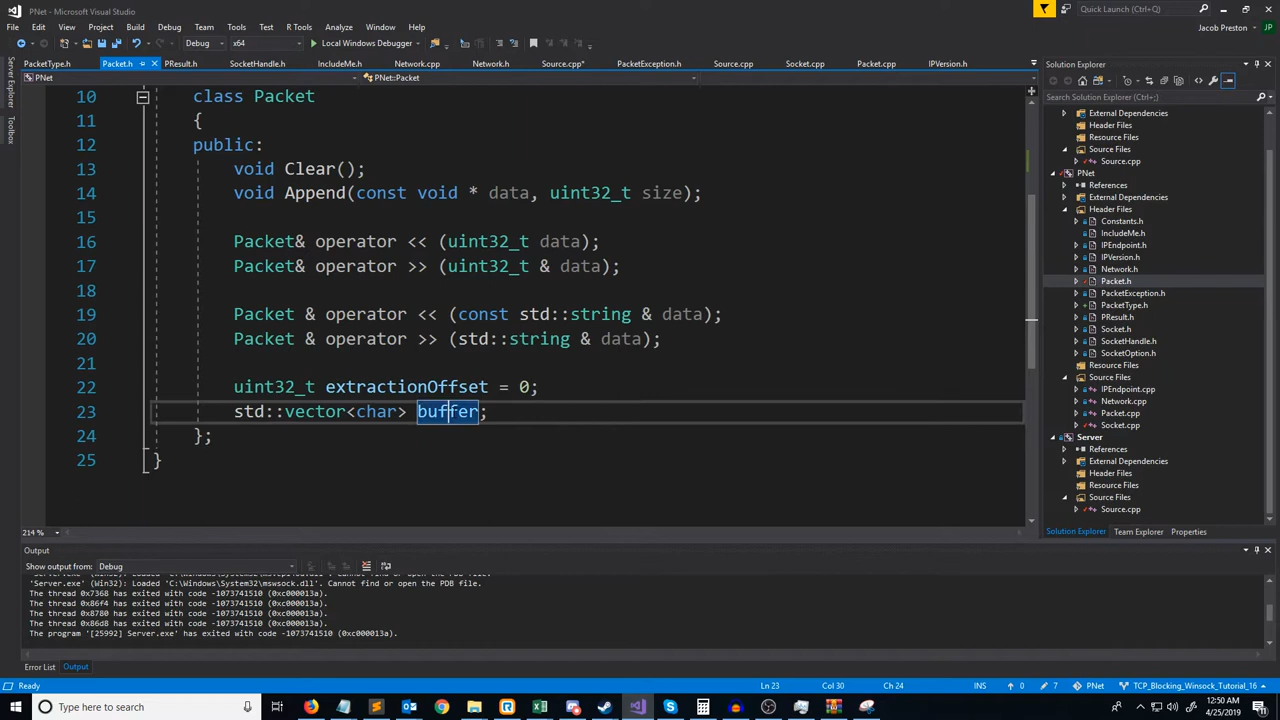 PNet - Microsoft Visual Studio
Quick Launch (Ctrl+Q)
File Edit View Project Build Debug Team Tools Test R Tools Analyze Window Help
Jacob Preston
JP
Debug x64 Local Windows Debugger
PacketType.h Packet.h PResult.h SocketHandle.h IncludeMe.h Network.cpp Network.h Source.cpp* PacketException.h Source.cpp Socket.cpp Packet.cpp IPVersion.h
PNet PNet::Packet
Server Explorer
Toolbox
10 class Packet
11 {
12 public:
13 void Clear();
14 void Append(const void * data, uint32_t size);
15
16 Packet& operator << (uint32_t data);
17 Packet& operator >> (uint32_t & data);
18
19 Packet & operator << (const std::string & data);
20 Packet & operator >> (std::string & data);
21
22 uint32_t extractionOffset = 0;
23 std::vector<char> buffer;
24 };
25 }
214 %
Solution Explorer
Search Solution Explorer (Ctrl+;)
External Dependencies
Header Files
Resource Files
Source Files
Source.cpp
PNet
References
External Dependencies
Header Files
Constants.h
IncludeMe.h
IPEndpoint.h
IPVersion.h
Network.h
Packet.h
PacketException.h
PacketType.h
PResult.h
Socket.h
SocketHandle.h
SocketOption.h
Resource Files
Source Files
IPEndpoint.cpp
Network.cpp
Packet.cpp
Socket.cpp
Server
References
External Dependencies
Header Files
Resource Files
Source Files
Source.cpp
Solution Explorer Team Explorer Properties
Output
Show output from: Debug
'Server.exe' (Win32): Loaded 'C:\Windows\System32\mswsock.dll'. Cannot find or open the PDB file.
The thread 0x7368 has exited with code -1073741510 (0xc000013a).
The thread 0x86f4 has exited with code -1073741510 (0xc000013a).
The thread 0x8780 has exited with code -1073741510 (0xc000013a).
The thread 0x86d8 has exited with code -1073741510 (0xc000013a).
The program '[25992] Server.exe' has exited with code -1073741510 (0xc000013a).
Error List Output
Ready Ln 23 Col 30 Ch 24 INS 0 7 PNet TCP_Blocking_Winsock_Tutorial_16
Type here to search
12:50 AM
4/25/2019